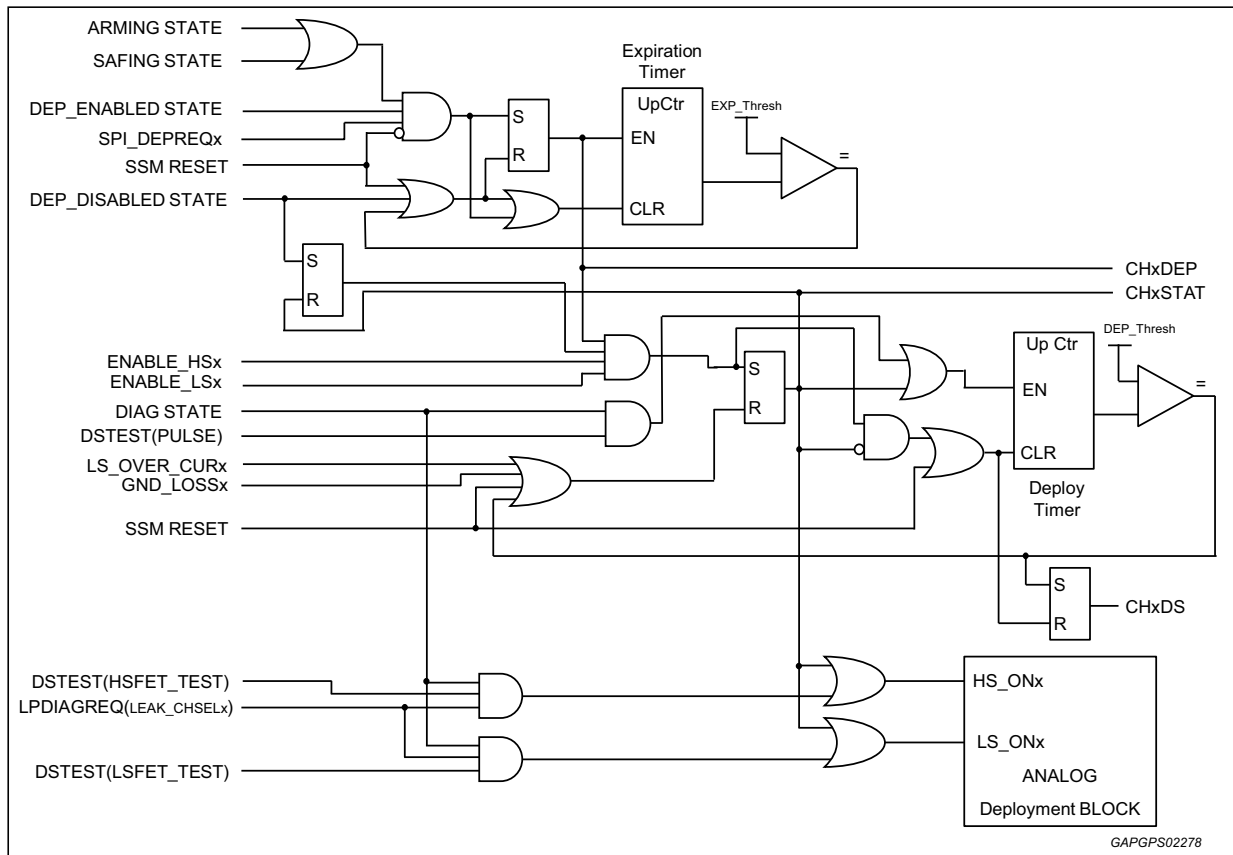 ARMING STATE
SAFING STATE
DEP_ENABLED STATE
SPI_DEPREQx
SSM RESET
DEP_DISABLED STATE
Expiration
Timer
UpCtr
EN
CLR
EXP_Thresh
=
S
R
S
R
CHxDEP
CHxSTAT
ENABLE_HSx
ENABLE_LSx
DIAG STATE
DSTEST(PULSE)
LS_OVER_CURx
GND_LOSSx
SSM RESET
S
R
Up Ctr
EN
CLR
Deploy
Timer
DEP_Thresh
=
S
R
CHxDS
DSTEST(HSFET_TEST)
LPDIAGREQ(LEAK_CHSELx)
DSTEST(LSFET_TEST)
HS_ONx
LS_ONx
ANALOG
Deployment BLOCK
GAPGPS02278